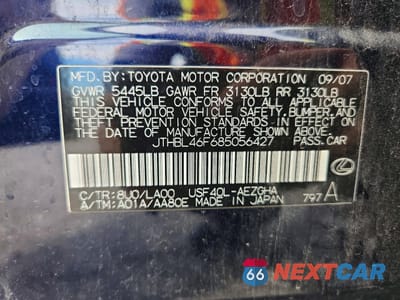 MFD. BY: TOYOTA MOTOR CORPORATION 09/07
GVWR 5445LB GAWR FR 3130LB RR 3130LB
THIS VEHICLE CONFORMS TO ALL APPLICABLE
FEDERAL MOTOR VEHICLE SAFETY, BUMPER, AND
THEFT PREVENTION STANDARDS IN EFFECT ON
THE DATE OF MANUFACTURE SHOWN ABOVE.
JTHBL46F685056427 PASS.CAR
C/TR: 8U0/LA00 USF40L-AEZGHA
A/TM: A01A/AA80E MADE IN JAPAN 797 A
66 NEXTCAR